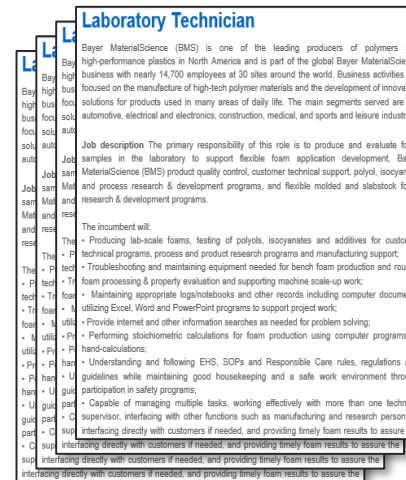 Laboratory Technician
Bayer MaterialScience (BMS) is one of the leading producers of polymers
high-performance plastics in North America and is part of the global Bayer MaterialScie
business with nearly 14,700 employees at 30 sites around the world. Business activities
focused on the manufacture of high-tech polymer materials and the development of innova
solutions for products used in many areas of daily life. The main segments served are
automotive, electrical and electronics, construction, medical, and sports and leisure industr
Job description The primary responsibility of this role is to produce and evaluate fo
samples in the laboratory to support flexible foam application development, Ba
MaterialScience (BMS) product quality control, customer technical support, polyol, isocyan
and process research & development programs, and flexible molded and slabstock fo
research & development programs.
The incumbent will:
• Producing lab-scale foams, testing of polyols, isocyanates and additives for custo
technical programs, process and product research programs and manufacturing support;
• Troubleshooting and maintaining equipment needed for bench foam production and rou
foam processing & property evaluation and supporting machine scale-up work;
• Maintaining appropriate logs/notebooks and other records including computer docume
utilizing Excel, Word and PowerPoint programs to support project work;
• Provide internet and other information searches as needed for problem solving;
• Performing stoichiometric calculations for foam production using computer programs
hand-calculations;
• Understanding and following EHS, SOPs and Responsible Care rules, regulations
guidelines while maintaining good housekeeping and a safe work environment throu
participation in safety programs;
• Capable of managing multiple tasks, working effectively with more than one techn
supervisor, interfacing with other functions such as manufacturing and research person
interfacing directly with customers if needed, and providing timely foam results to assure
interfacing directly with customers if needed, and providing timely foam results to assure the
interfacing directly with customers if needed, and providing timely foam results to assure the
interfacing directly with customers if needed, and providing timely foam results to assure the